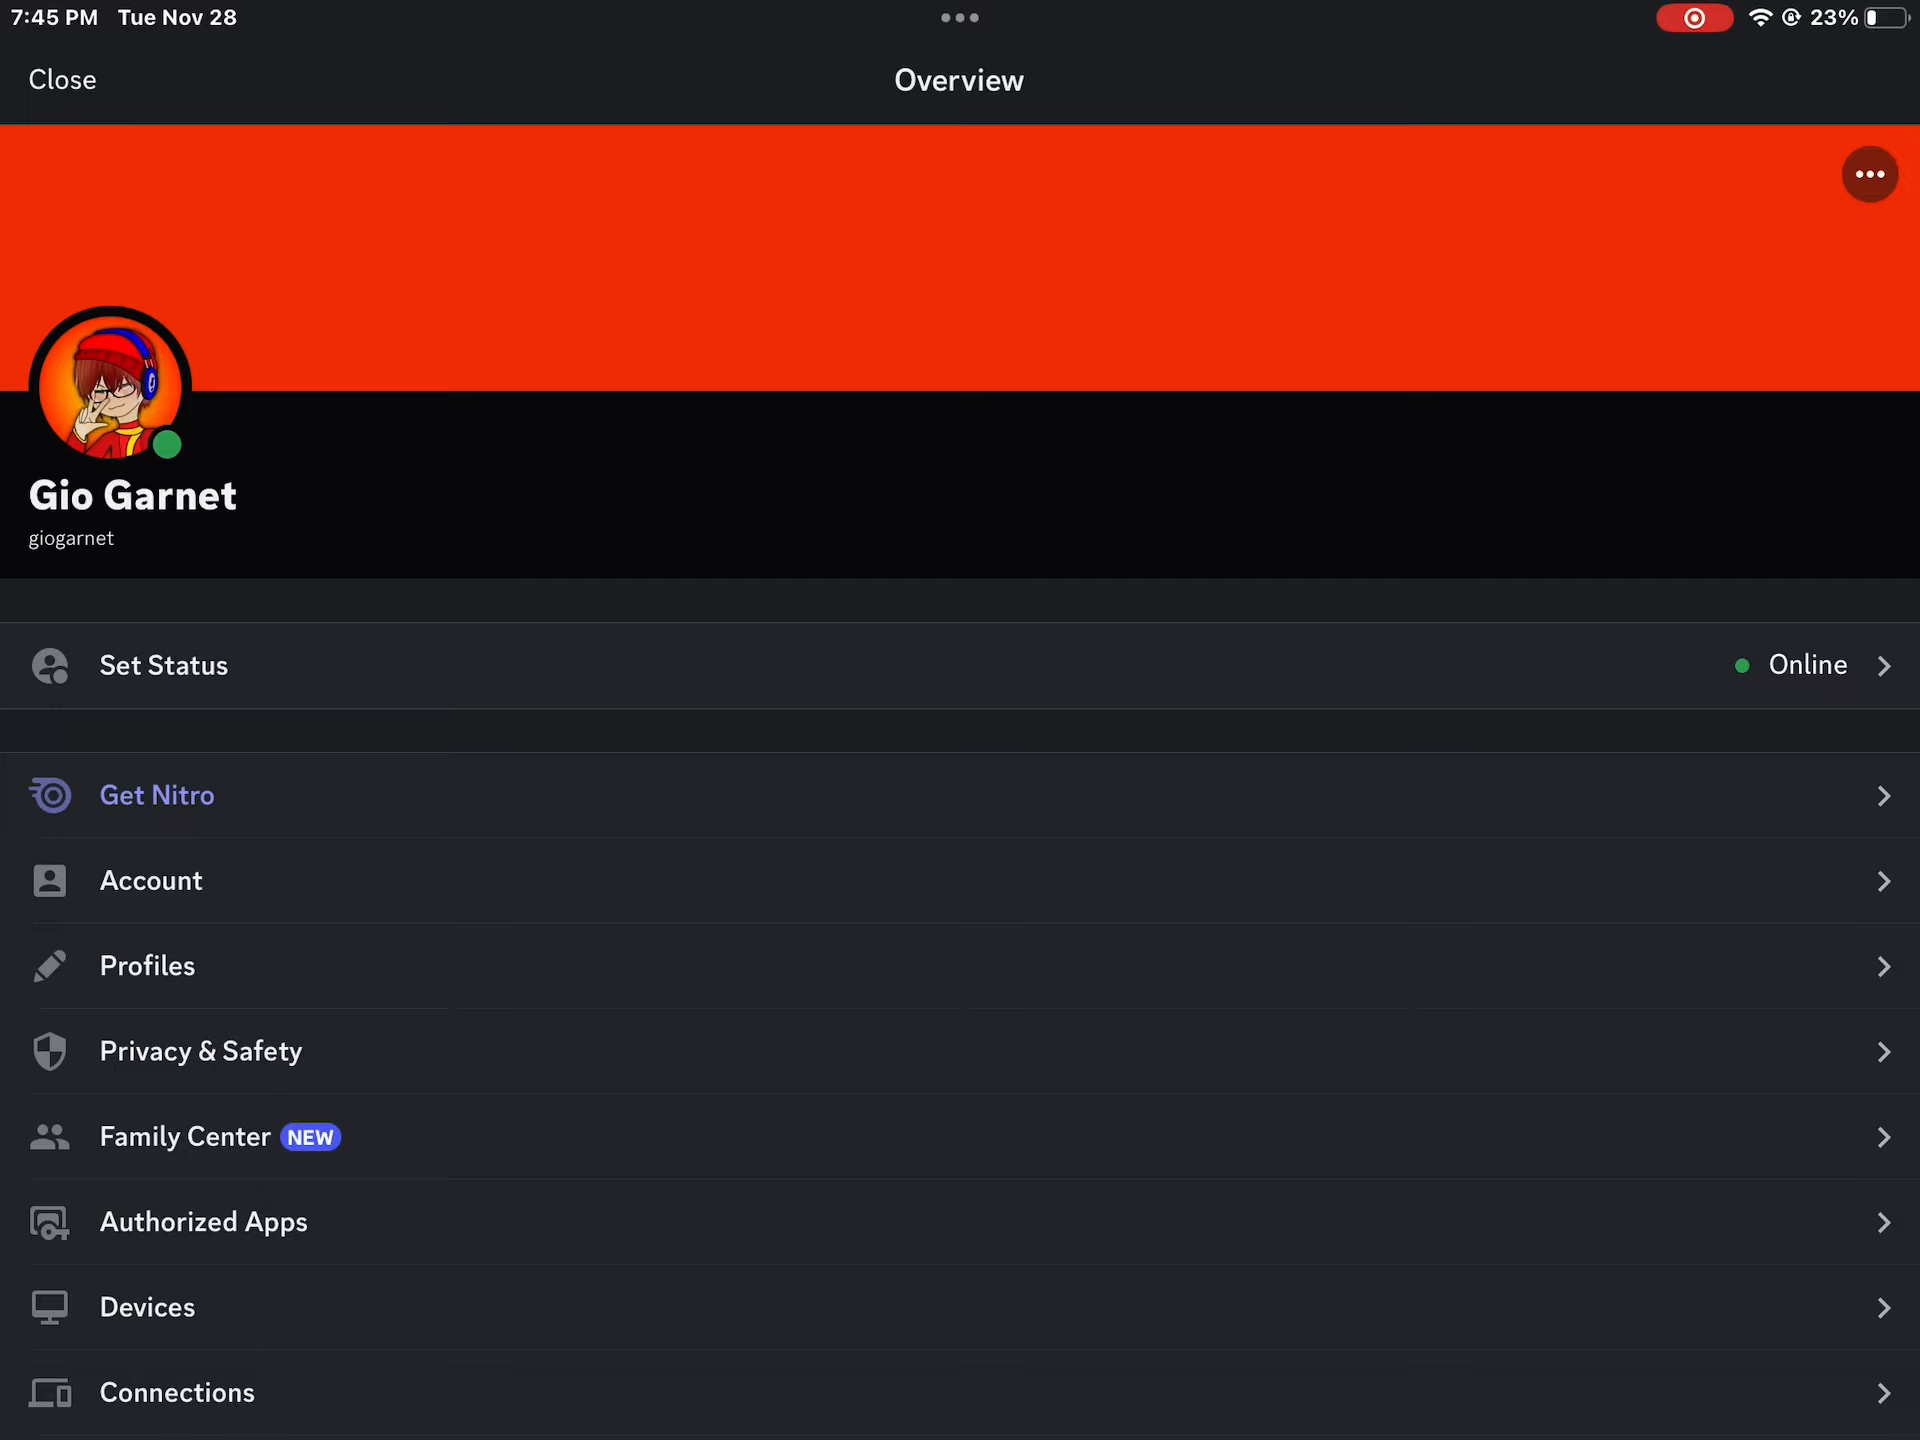 7:45 PM Tue Nov 28
23%
Close
Overview
Gio Garnet
giogarnet
Set Status
Online
Get Nitro
Account
Profiles
Privacy & Safety
Family Center NEW
Authorized Apps
Devices
Connections